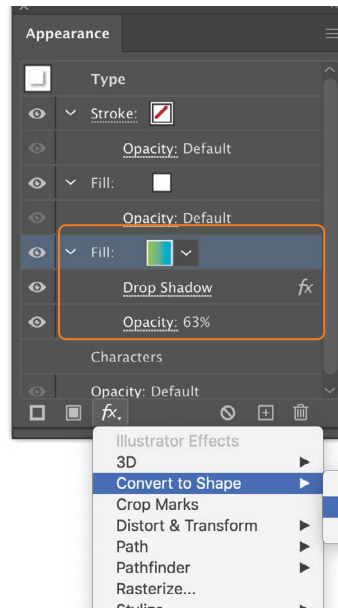 Appearance
Type
Stroke:
Opacity: Default
Fill:
Opacity: Default
Fill:
Drop Shadow fx
Opacity: 63%
Characters
Opacity: Default
fx.
Illustrator Effects
3D
Convert to Shape
Crop Marks
Distort & Transform
Path
Pathfinder
Rasterize...